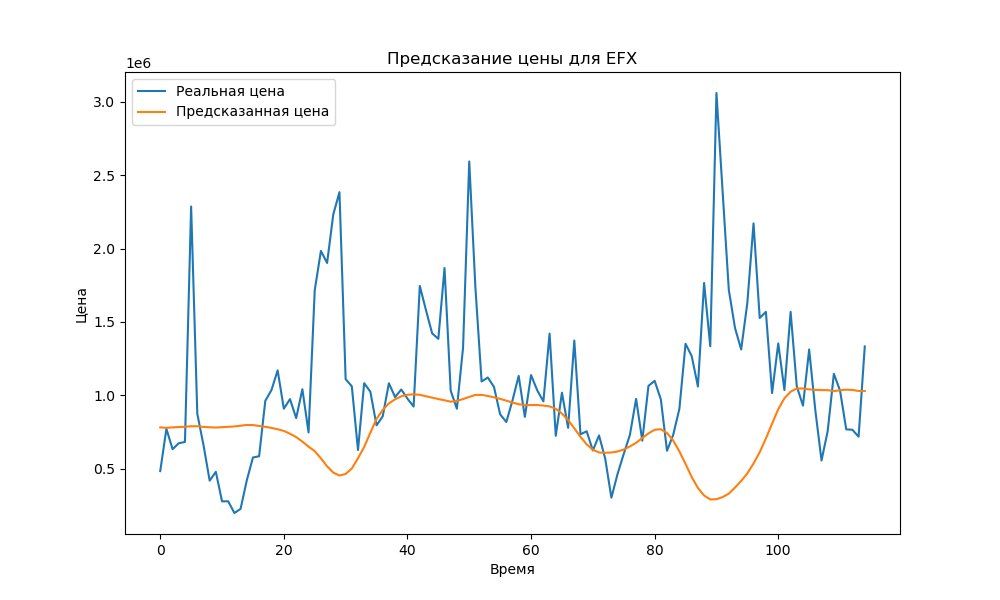 Предсказание цены для EFX
1e6
Реальная цена
Предсказанная цена
3.0
2.5
2.0
1.5
1.0
0.5
Цена
0 20 40 60 80 100
Время